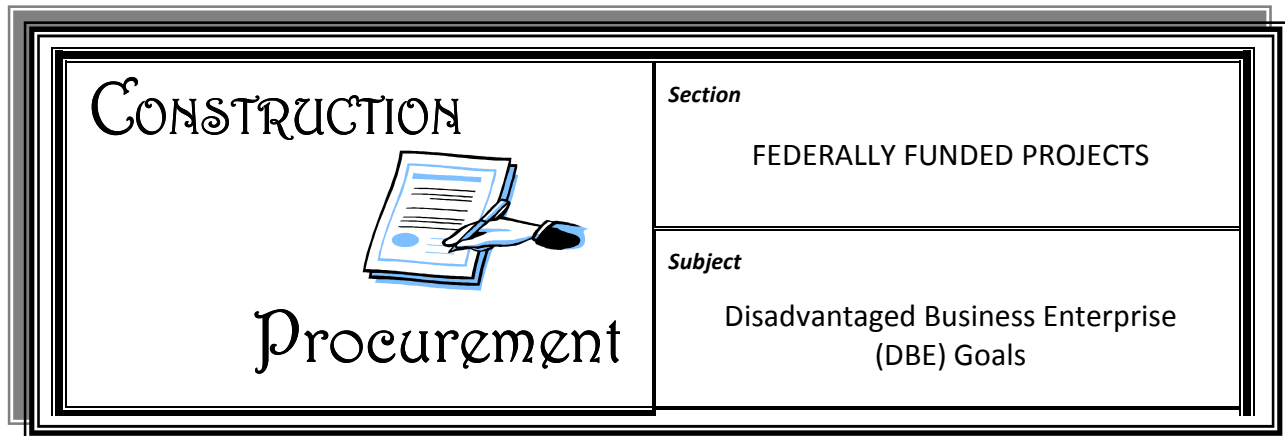 CONSTRUCTION
Procurement
Section
FEDERALLY FUNDED PROJECTS
Subject
Disadvantaged Business Enterprise
(DBE) Goals